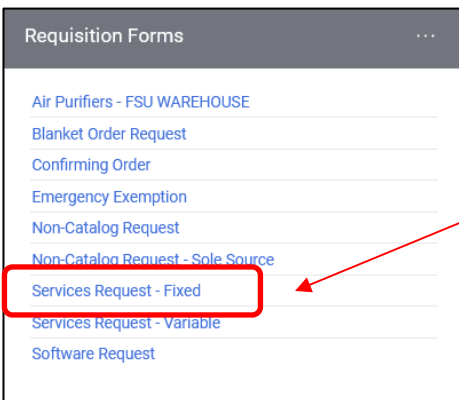 Requisition Forms ...
Air Purifiers - FSU WAREHOUSE
Blanket Order Request
Confirming Order
Emergency Exemption
Non-Catalog Request
Non-Catalog Request - Sole Source
Services Request - Fixed
Services Request - Variable
Software Request